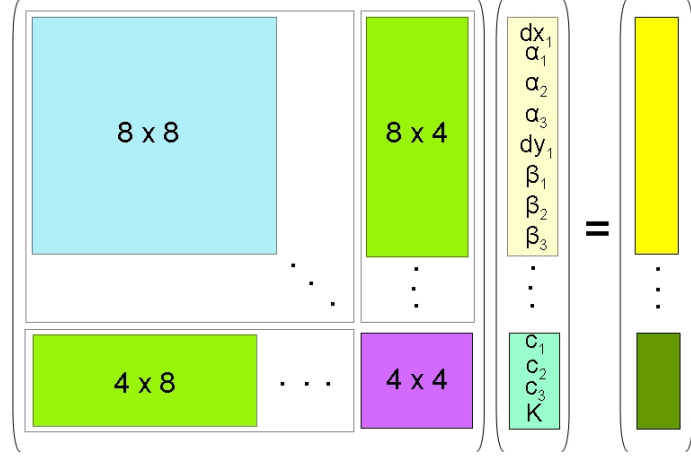 8 x 8
8 x 4
4 x 8
4 x 4
dx₁
α₁
α₂
α₃
dy₁
β₁
β₂
β₃
c₁
c₂
c₃
K
=